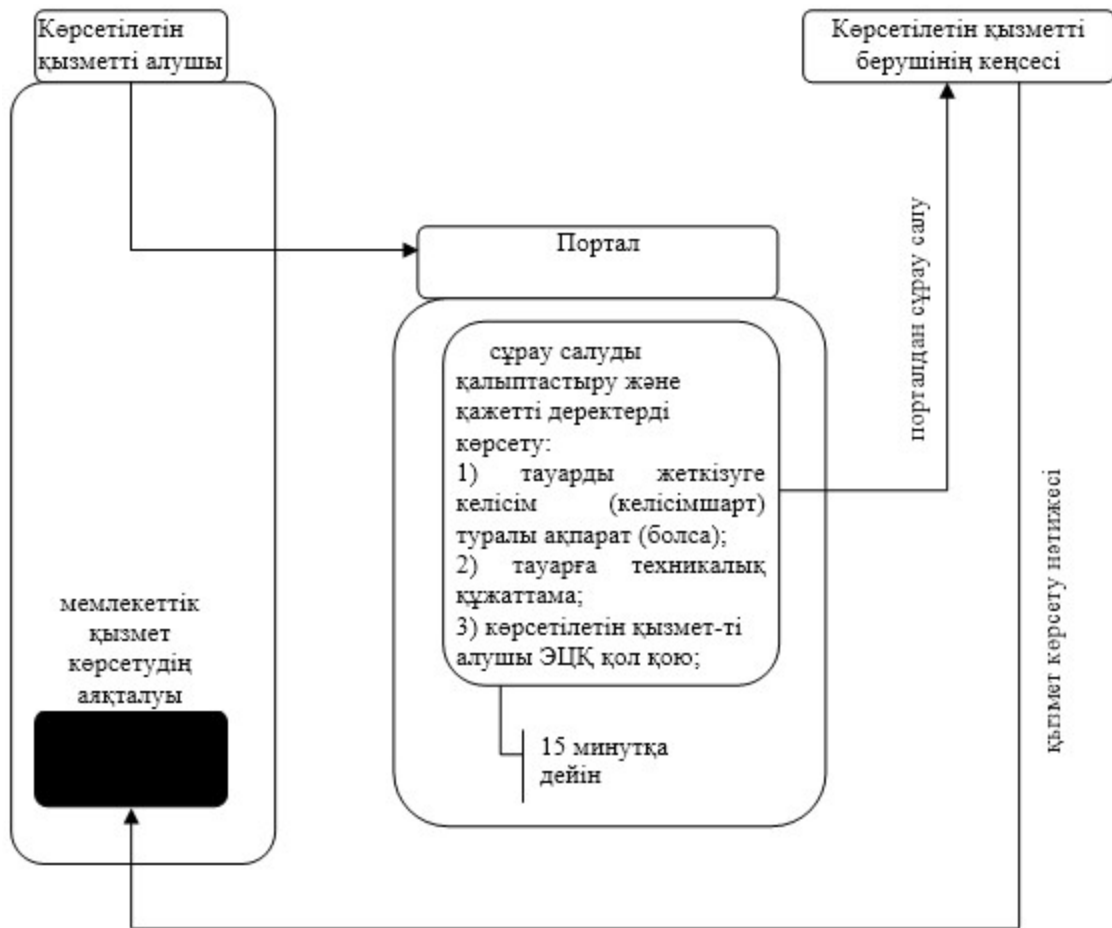 Көрсетілетін
қызметті алушы
Көрсетілетін қызметті
берушінің кеңсесі
Портал
сұрау салуды
қалыптастыру және
қажетті деректерді
көрсету:
1) тауарды жеткізуге
келісім (келісімшарт)
туралы ақпарат (болса);
2) тауарға техникалық
құжаттама;
3) көрсетілетін қызмет-ті
алушы ЭЦҚ қол қою;
15 минутқа
дейін
порталдан сұрау салу
қызмет көрсету нәтижесі
мемлекеттік
қызмет
көрсетудің
аяқталуы